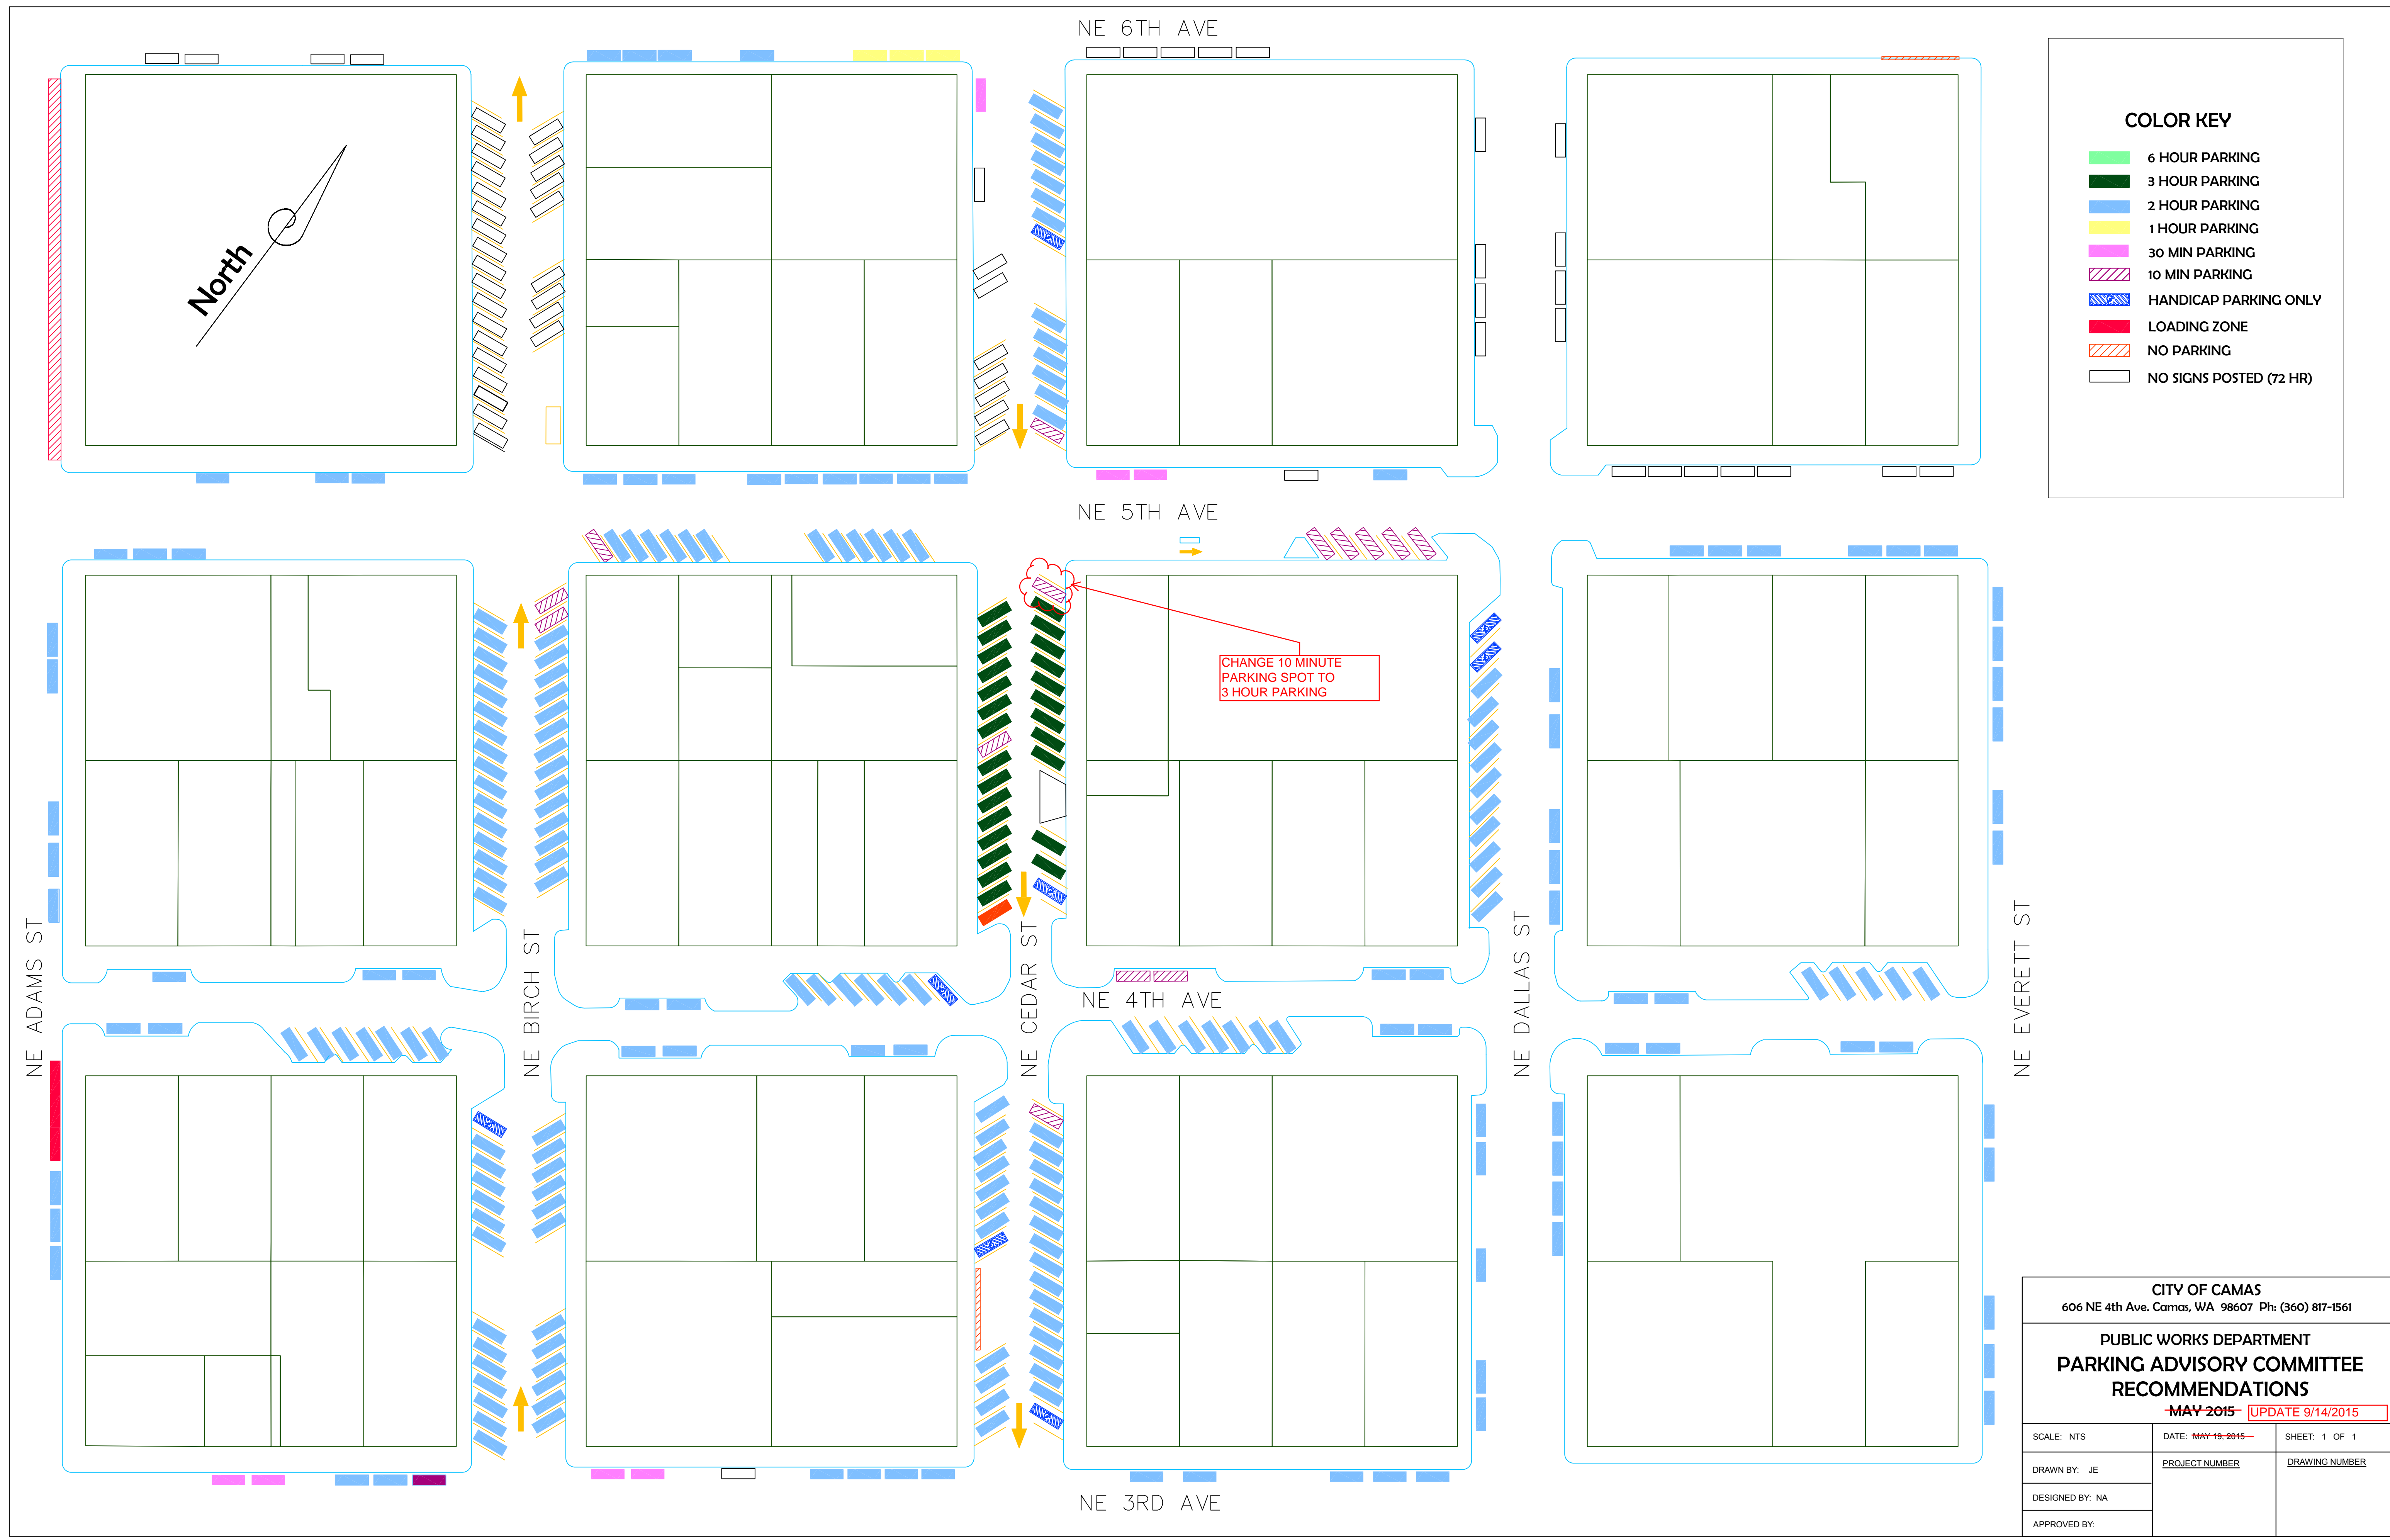 NE 6TH AVE
North
COLOR KEY
6 HOUR PARKING
3 HOUR PARKING
2 HOUR PARKING
1 HOUR PARKING
30 MIN PARKING
10 MIN PARKING
HANDICAP PARKING ONLY
LOADING ZONE
NO PARKING
NO SIGNS POSTED (72 HR)
NE 5TH AVE
CHANGE 10 MINUTE
PARKING SPOT TO
3 HOUR PARKING
NE ADAMS ST
NE BIRCH ST
NE CEDAR ST
NE 4TH AVE
NE DALLAS ST
NE EVERETT ST
CITY OF CAMAS
606 NE 4th Ave. Camas, WA 98607 Ph: (360) 817-1561
PUBLIC WORKS DEPARTMENT
PARKING ADVISORY COMMITTEE
RECOMMENDATIONS
MAY 2015 UPDATE 9/14/2015
SCALE: NTS
DATE: MAY 19, 2015
SHEET: 1 OF 1
DRAWN BY: JE
PROJECT NUMBER
DRAWING NUMBER
DESIGNED BY: NA
APPROVED BY:
NE 3RD AVE